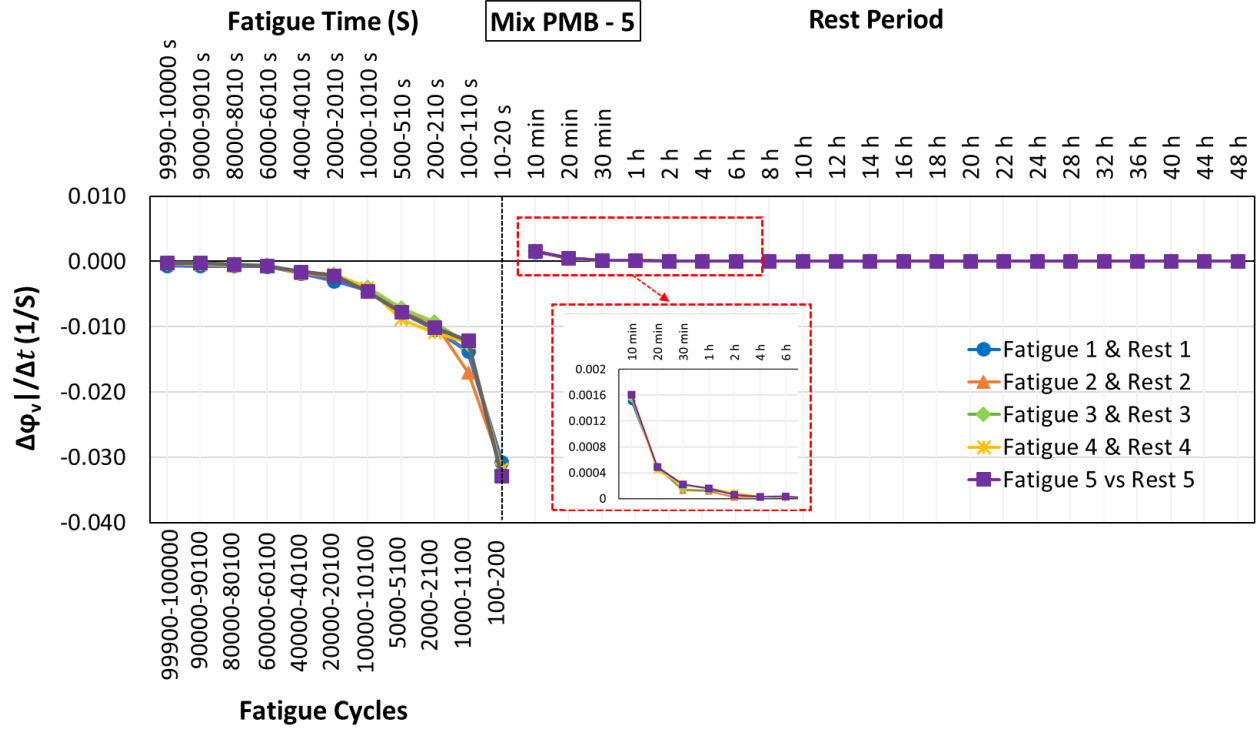 Fatigue Time (S)
Mix PMB - 5
Rest Period
9990-10000 s
9000-9010 s
8000-8010 s
6000-6010 s
4000-4010 s
2000-2010 s
1000-1010 s
500-510 s
200-210 s
100-110 s
10-20 s
10 min
20 min
30 min
1 h
2 h
4 h
6 h
8 h
10 h
12 h
14 h
16 h
18 h
20 h
22 h
24 h
28 h
32 h
36 h
40 h
44 h
48 h
Δφv|/Δt (1/S)
0.010
0.000
-0.010
-0.020
-0.030
-0.040
10 min
20 min
30 min
1 h
2 h
4 h
6 h
0.002
0.0016
0.0012
0.0008
0.0004
0
Fatigue 1 & Rest 1
Fatigue 2 & Rest 2
Fatigue 3 & Rest 3
Fatigue 4 & Rest 4
Fatigue 5 vs Rest 5
99900-100000
90000-90100
80000-80100
60000-60100
40000-40100
20000-20100
10000-10100
5000-5100
2000-2100
1000-1100
100-200
Fatigue Cycles